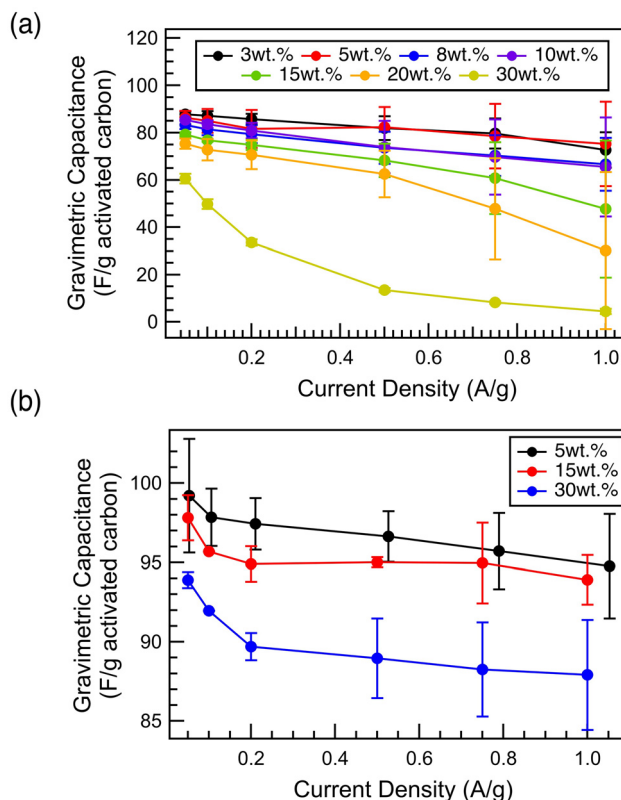 (a)
Gravimetric Capacitance
(F/g activated carbon)
120
100
80
60
40
20
0
3wt.% 5wt.% 8wt.% 10wt.%
15wt.% 20wt.% 30wt.%
0.2 0.4 0.6 0.8 1.0
Current Density (A/g)
(b)
Gravimetric Capacitance
(F/g activated carbon)
100
95
90
85
5wt.%
15wt.%
30wt.%
0.2 0.4 0.6 0.8 1.0
Current Density (A/g)